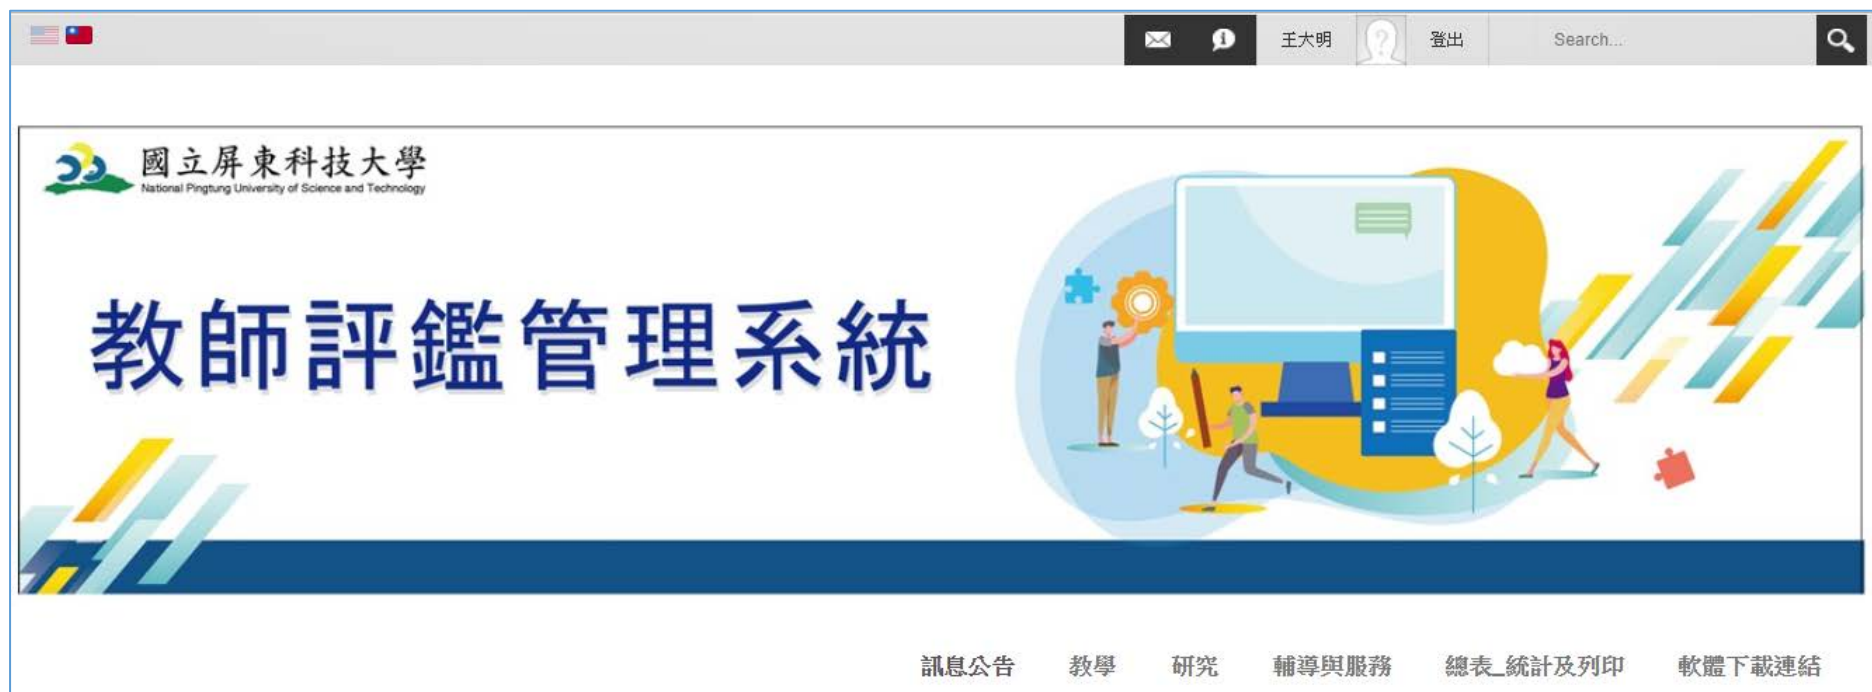 王大明 登出 Search...
國立屏東科技大學
National Pingtung University of Science and Technology
教師評鑑管理系統
訊息公告 教學 研究 輔導與服務 總表_統計及列印 軟體下載連結